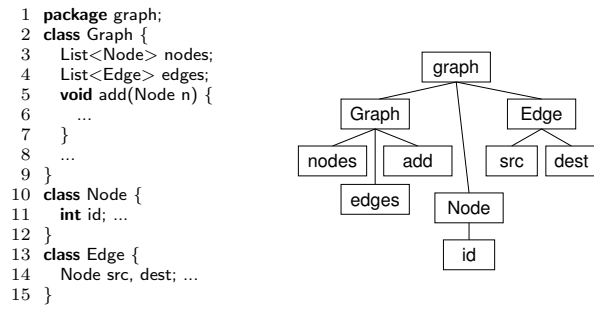 1 package graph;
2 class Graph {
3 List<Node> nodes;
4 List<Edge> edges;
5 void add(Node n) {
6 ...
7 }
8 ...
9 }
10 class Node {
11 int id; ...
12 }
13 class Edge {
14 Node src, dest; ...
15 }
graph
Graph
Edge
nodes
add
src
dest
edges
Node
id